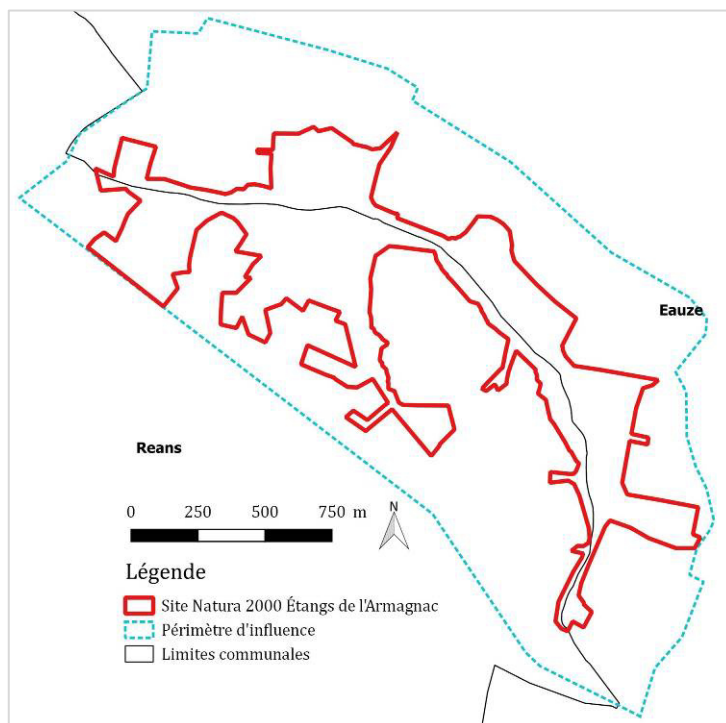 Eauze
Reans
0 250 500 750 m
N
Légende
Site Natura 2000 Étangs de l'Armagnac
Périmètre d'influence
Limites communales